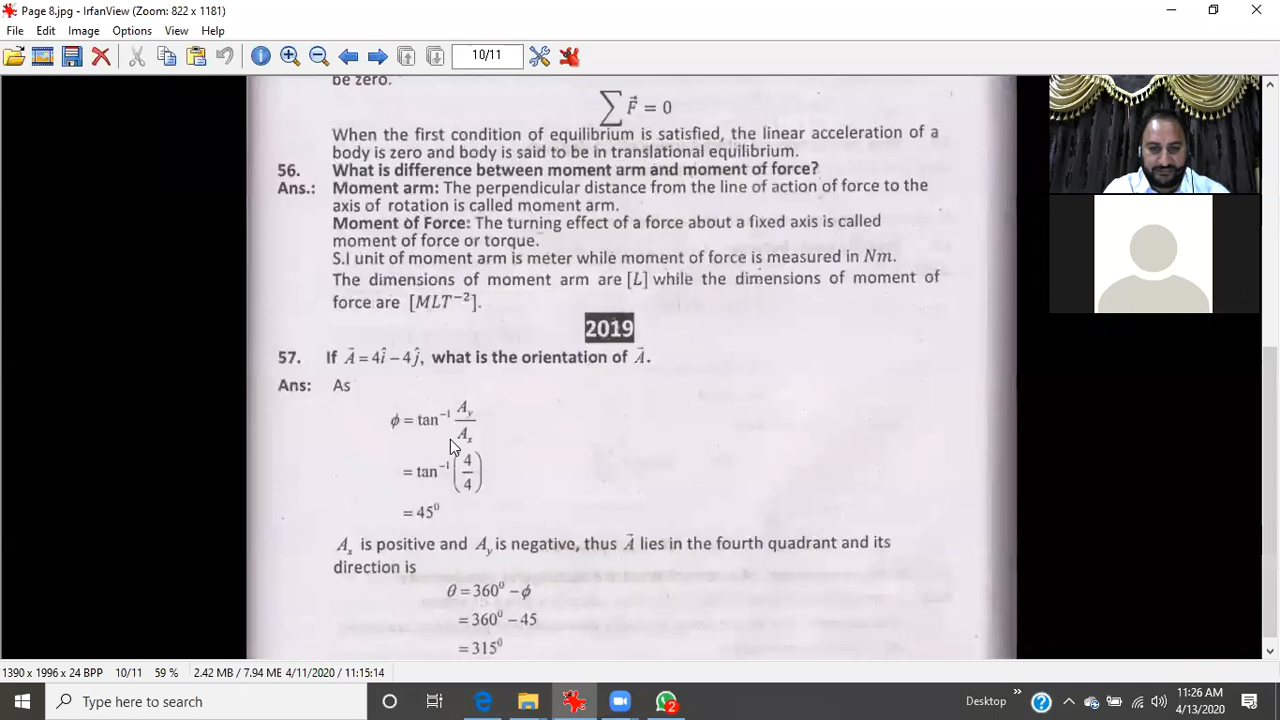 Page 8.jpg - IrfanView (Zoom: 822 x 1181)
File Edit Image Options View Help
10/11
be zero.
∑ F⃗ = 0
When the first condition of equilibrium is satisfied, the linear acceleration of a
body is zero and body is said to be in translational equilibrium.
56. What is difference between moment arm and moment of force?
Ans.: Moment arm: The perpendicular distance from the line of action of force to the
axis of rotation is called moment arm.
Moment of Force: The turning effect of a force about a fixed axis is called
moment of force or torque.
S.I unit of moment arm is meter while moment of force is measured in Nm.
The dimensions of moment arm are [L] while the dimensions of moment of
force are [MLT⁻²].
2019
57. If A⃗ = 4î − 4ĵ, what is the orientation of A⃗.
Ans: As
ϕ = tan⁻¹ A_y/A_x
= tan⁻¹ (4/4)
= 45⁰
A_x is positive and A_y is negative, thus A⃗ lies in the fourth quadrant and its
direction is
θ = 360⁰ − ϕ
= 360⁰ − 45
= 315⁰
1390 x 1996 x 24 BPP 10/11 59 % 2.42 MB / 7.94 MB 4/11/2020 / 11:15:14
Type here to search
2
Desktop
11:26 AM
4/13/2020